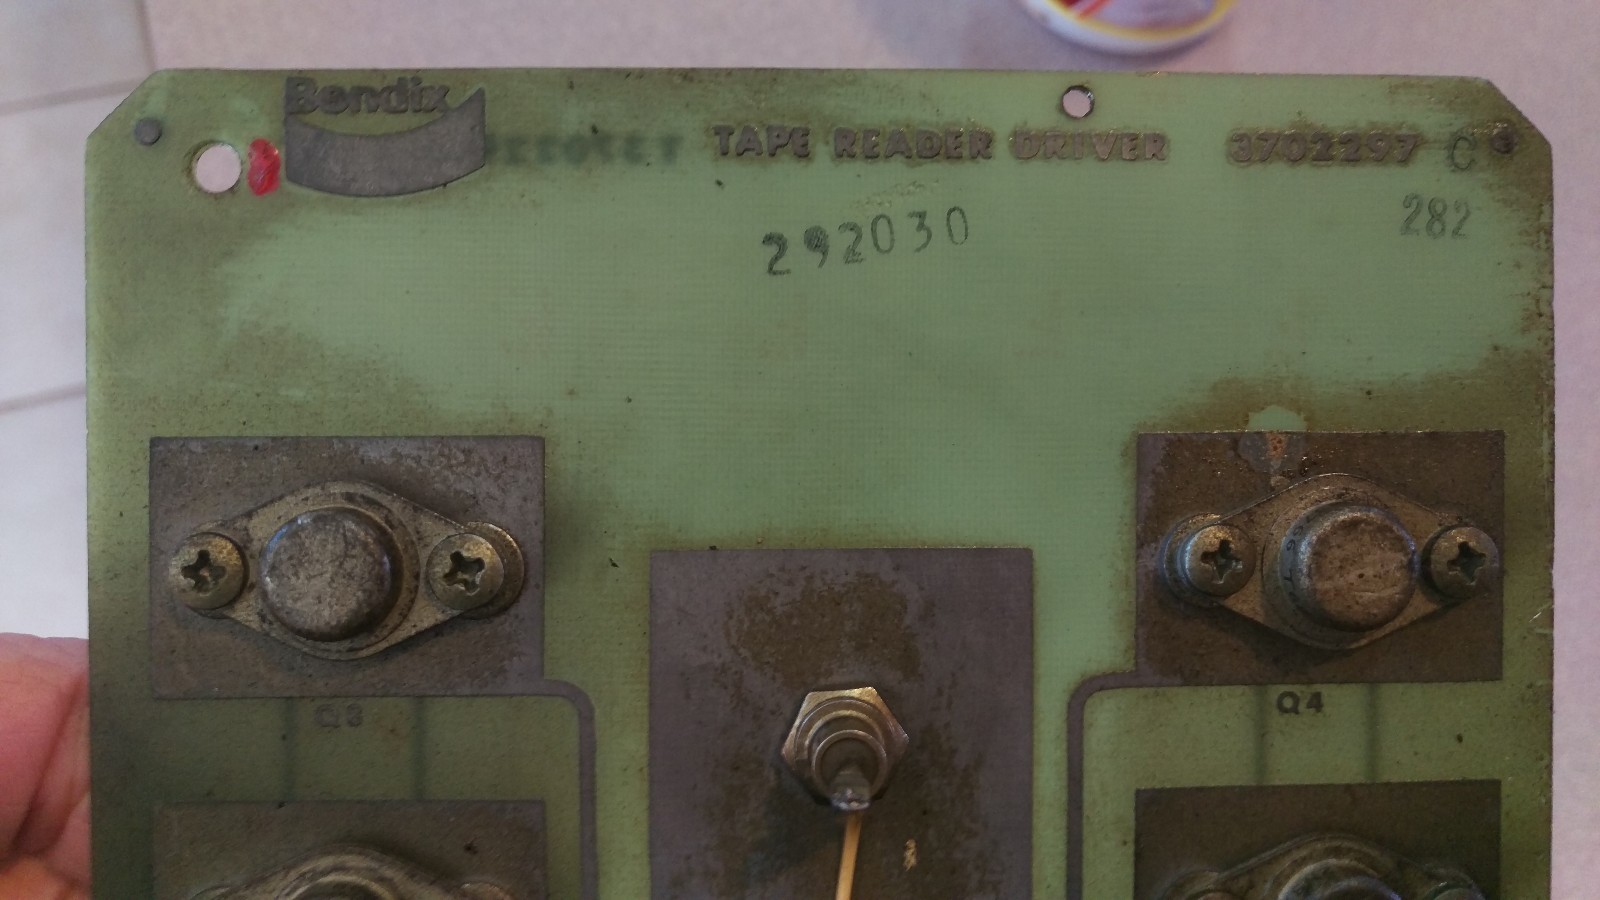 Bendix
TAPE READER DRIVER 3702297 C
292030
282
Q3
Q4